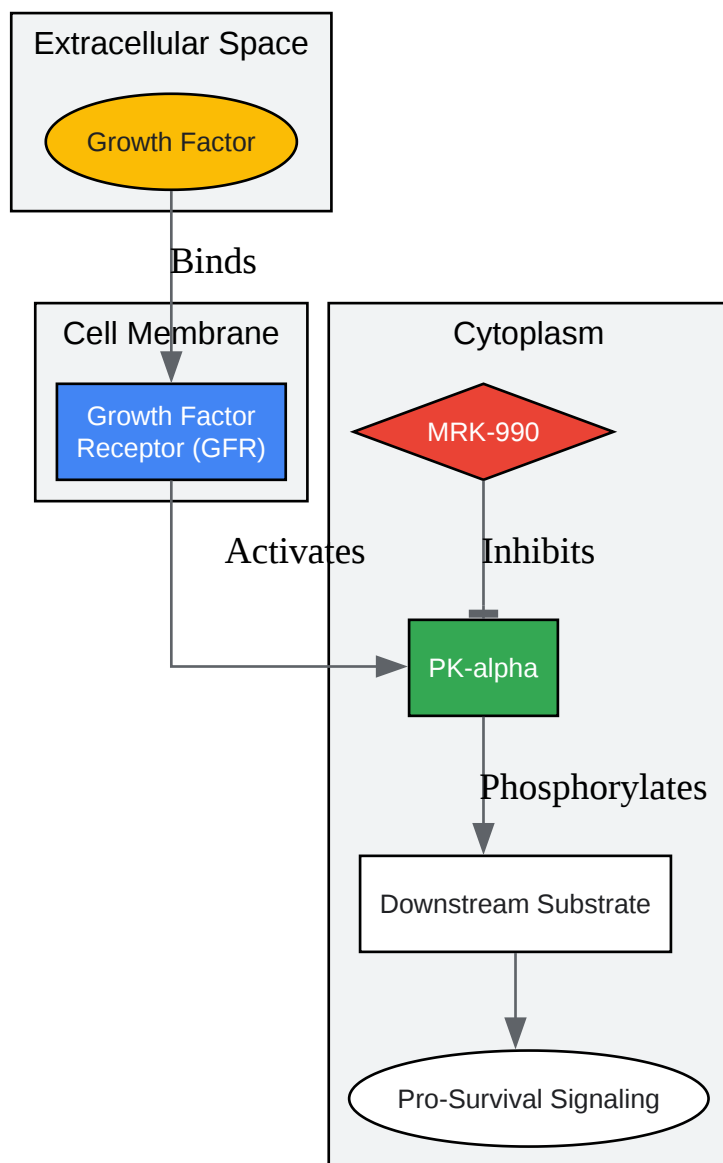 Extracellular Space
Growth Factor
Binds
Cell Membrane
Growth Factor
Receptor (GFR)
Cytoplasm
MRK-990
Activates
Inhibits
PK-alpha
Phosphorylates
Downstream Substrate
Pro-Survival Signaling